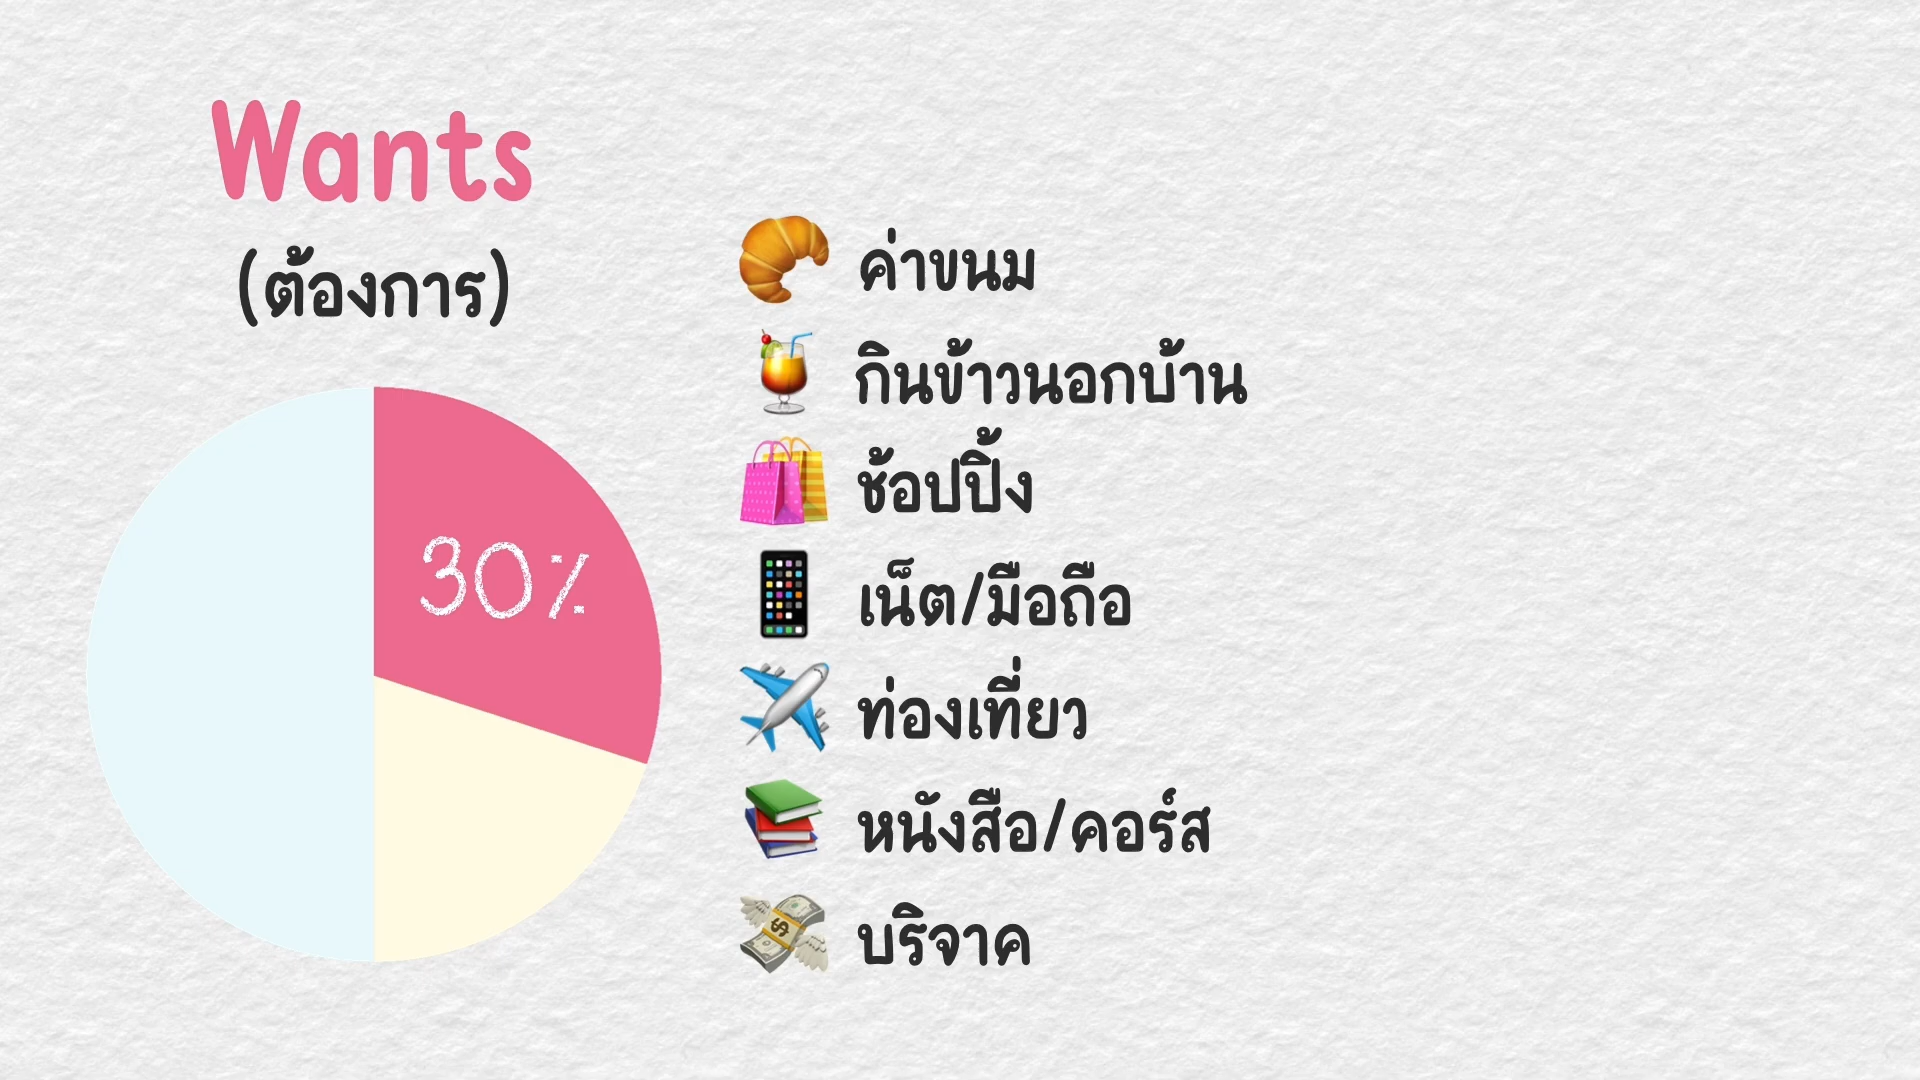 Wants
(ต้องการ)
30%
ค่าขนม
กินข้าวนอกบ้าน
ช้อปปิ้ง
เน็ต/มือถือ
ท่องเที่ยว
หนังสือ/คอร์ส
บริจาค